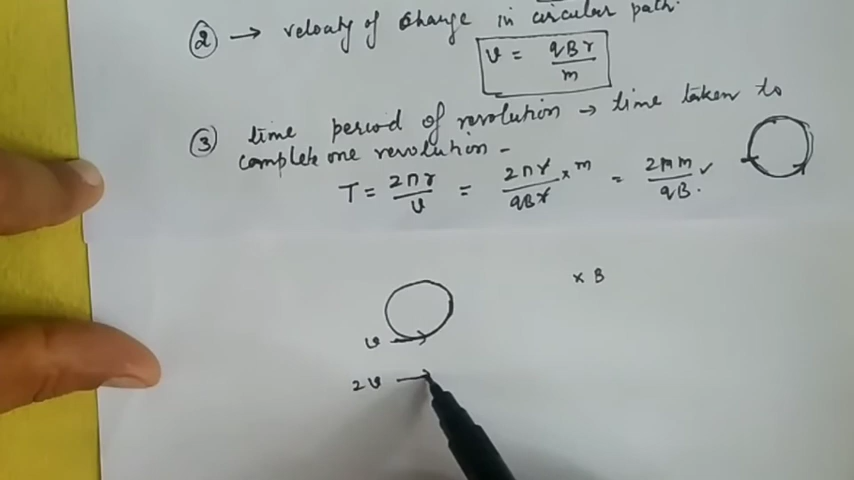 ② → velocity of change in circular path.
v = qBr/m
③ time period of revolution → time taken to
complete one revolution -
T = 2πr/v = 2πr/qBr × m = 2πm/qB. ✓
× B
v →
2v →